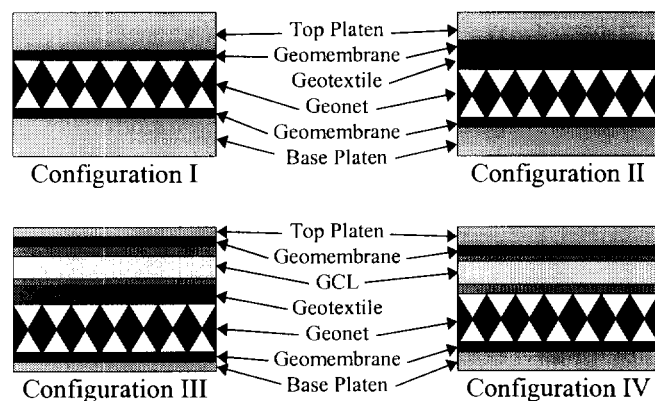 Top Platen
Geomembrane
Geotextile
Geonet
Geomembrane
Base Platen
Configuration I
Configuration II
Top Platen
Geomembrane
GCL
Geotextile
Geonet
Geomembrane
Base Platen
Configuration III
Configuration IV